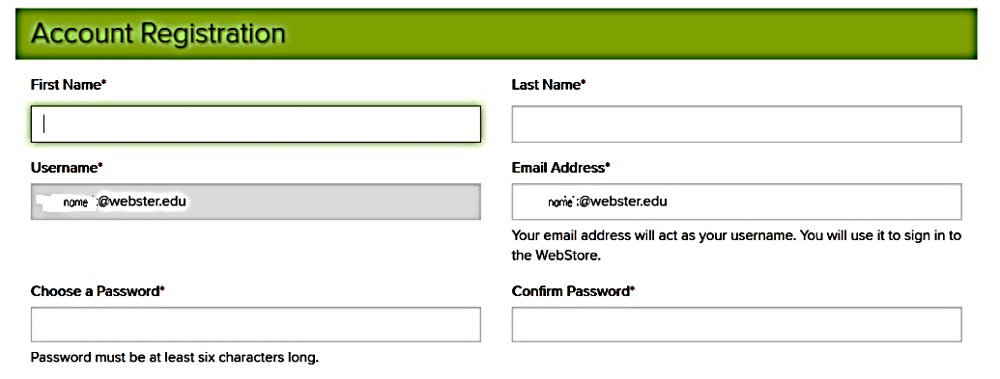 Account Registration
First Name*
Last Name*
Username*
Email Address*
nome :@webster.edu
nome :@webster.edu
Your email address will act as your username. You will use it to sign in to
the WebStore.
Choose a Password*
Confirm Password*
Password must be at least six characters long.